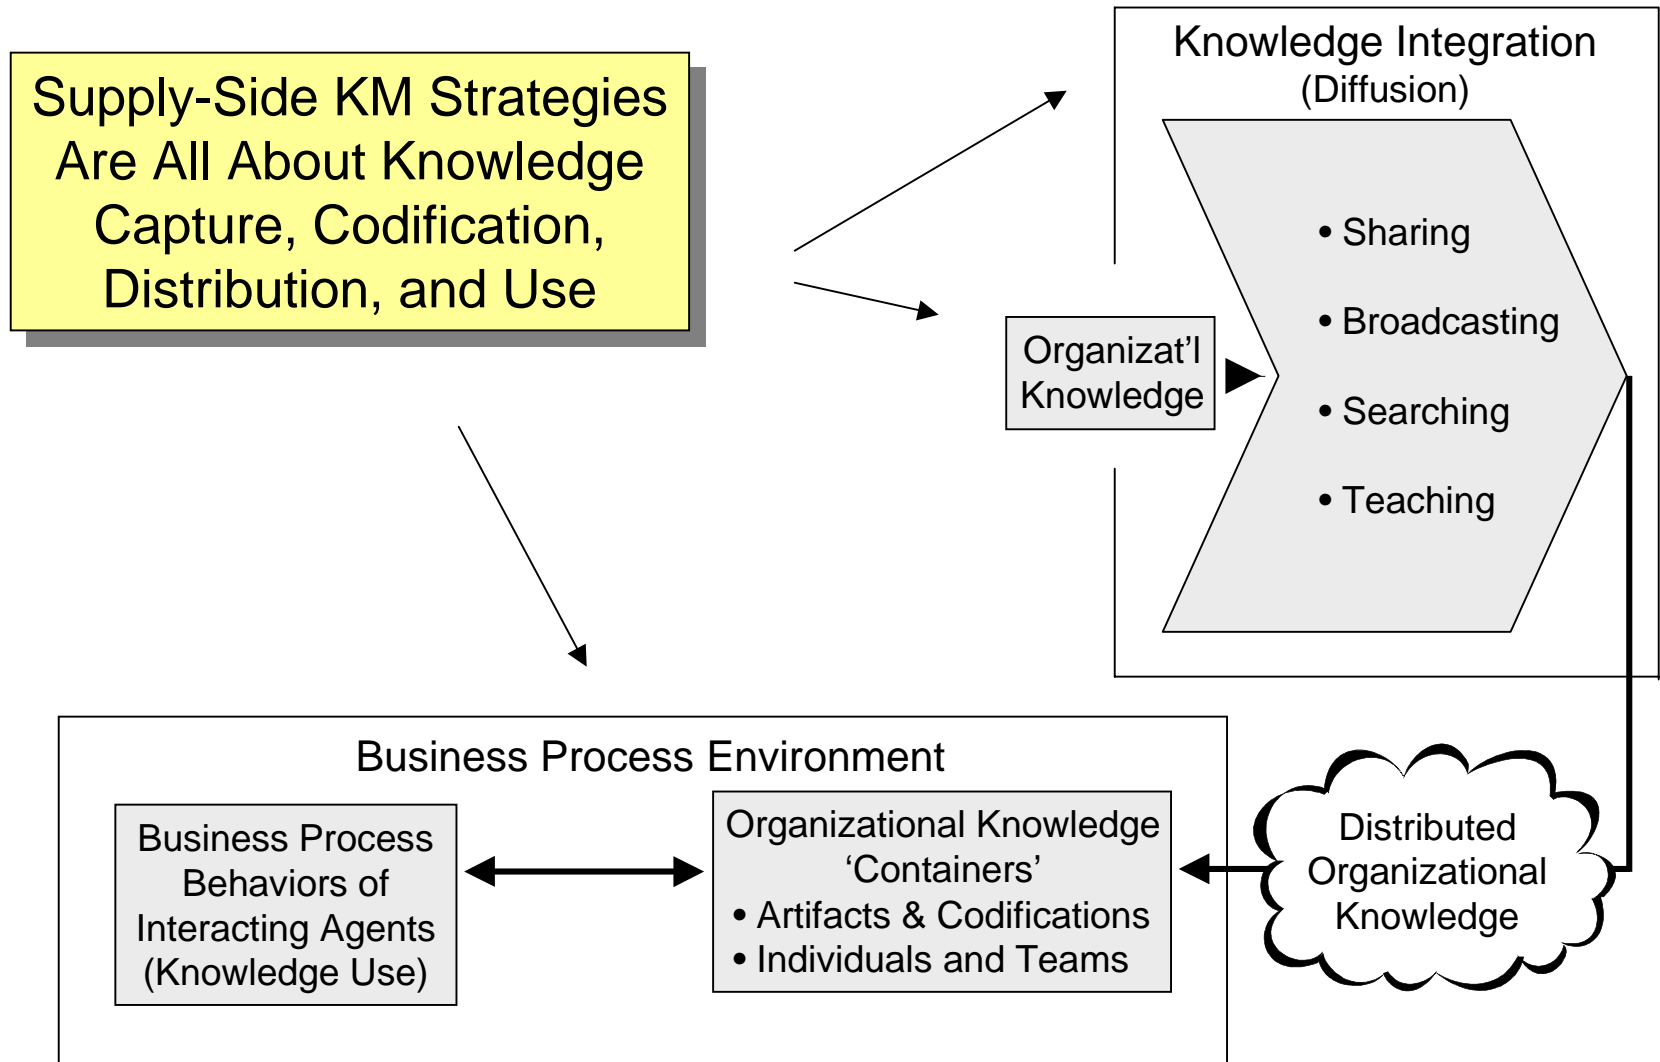 Supply-Side KM Strategies
Are All About Knowledge
Capture, Codification,
Distribution, and Use
Knowledge Integration
(Diffusion)
• Sharing
• Broadcasting
• Searching
• Teaching
Organizat’l
Knowledge
Business Process Environment
Business Process
Behaviors of
Interacting Agents
(Knowledge Use)
Organizational Knowledge
‘Containers’
• Artifacts & Codifications
• Individuals and Teams
Distributed
Organizational
Knowledge